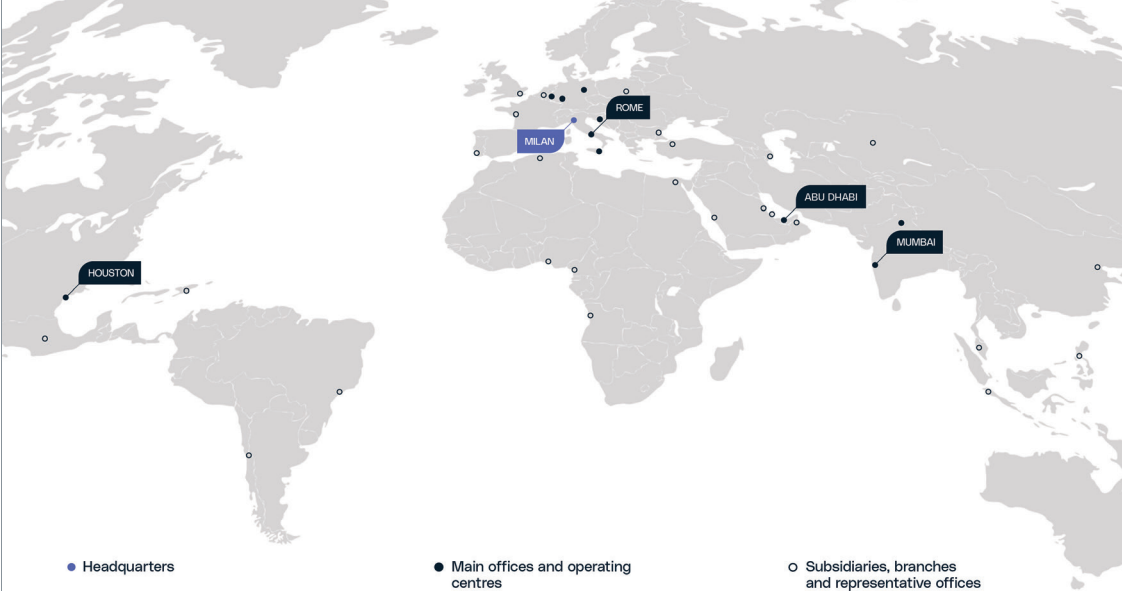 ROME
MILAN
ABU DHABI
MUMBAI
HOUSTON
Headquarters
Main offices and operating
centres
Subsidiaries, branches
and representative offices